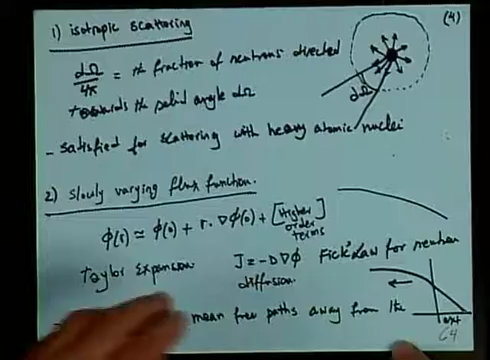 (4)
1) isotropic scattering
dΩ/4π = th fraction of neutrons directed
towards the solid angle dΩ
dΩ
- satisfied for scattering with heavy atomic nuclei
2) slowly varying flux function.
φ(r) ≃ φ(0) + r. ∇φ(0) + [Higher order terms]
Taylor Expansion
J = -D∇φ Fick's Law for neutron
diffusion
mean free paths away from the
64